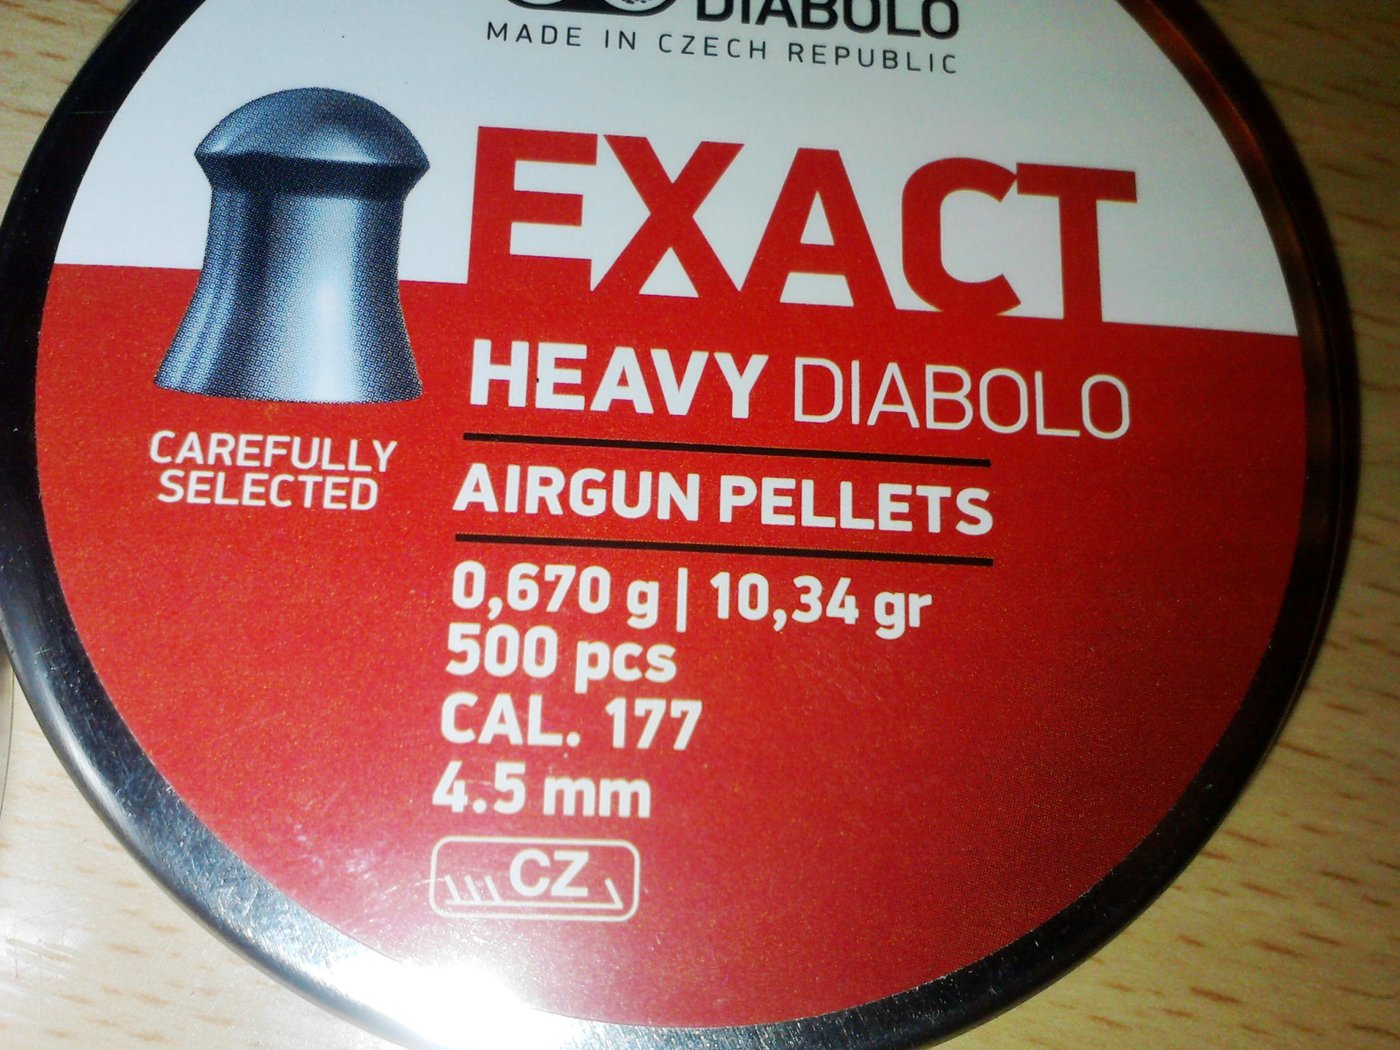 DIABOLO
MADE IN CZECH REPUBLIC
EXACT
HEAVY DIABOLO
AIRGUN PELLETS
CAREFULLY
SELECTED
0,670 g | 10,34 gr
500 pcs
CAL. 177
4.5 mm
CZ